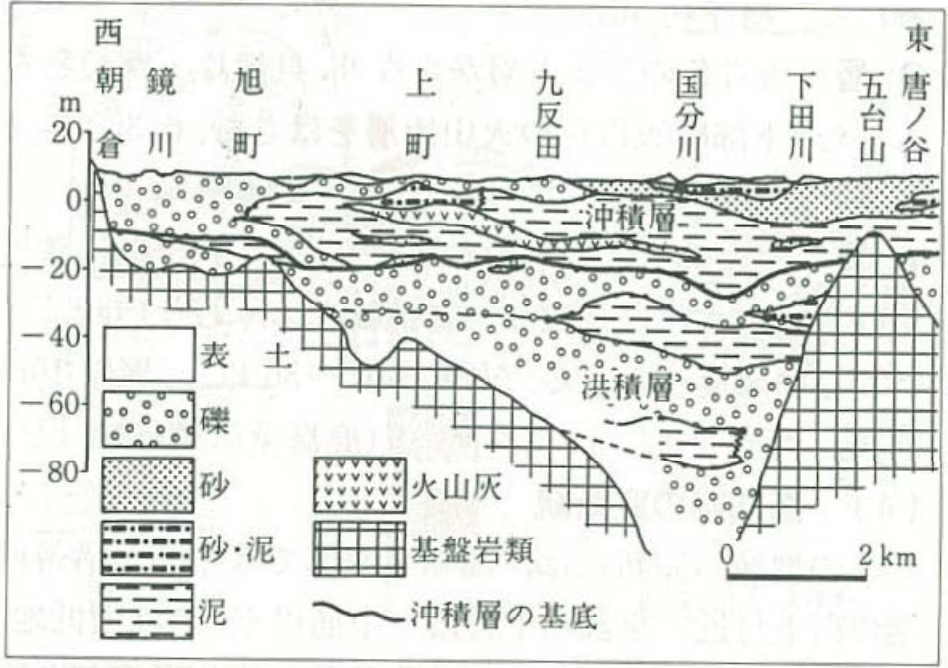 西
東
朝倉
鏡川
旭町
上町
九反田
国分川
下田川
五台山
唐ノ谷
m
20
0
−20
−40
−60
−80
沖積層
洪積層
表土
礫
砂
砂・泥
泥
火山灰
基盤岩類
沖積層の基底
0
2km